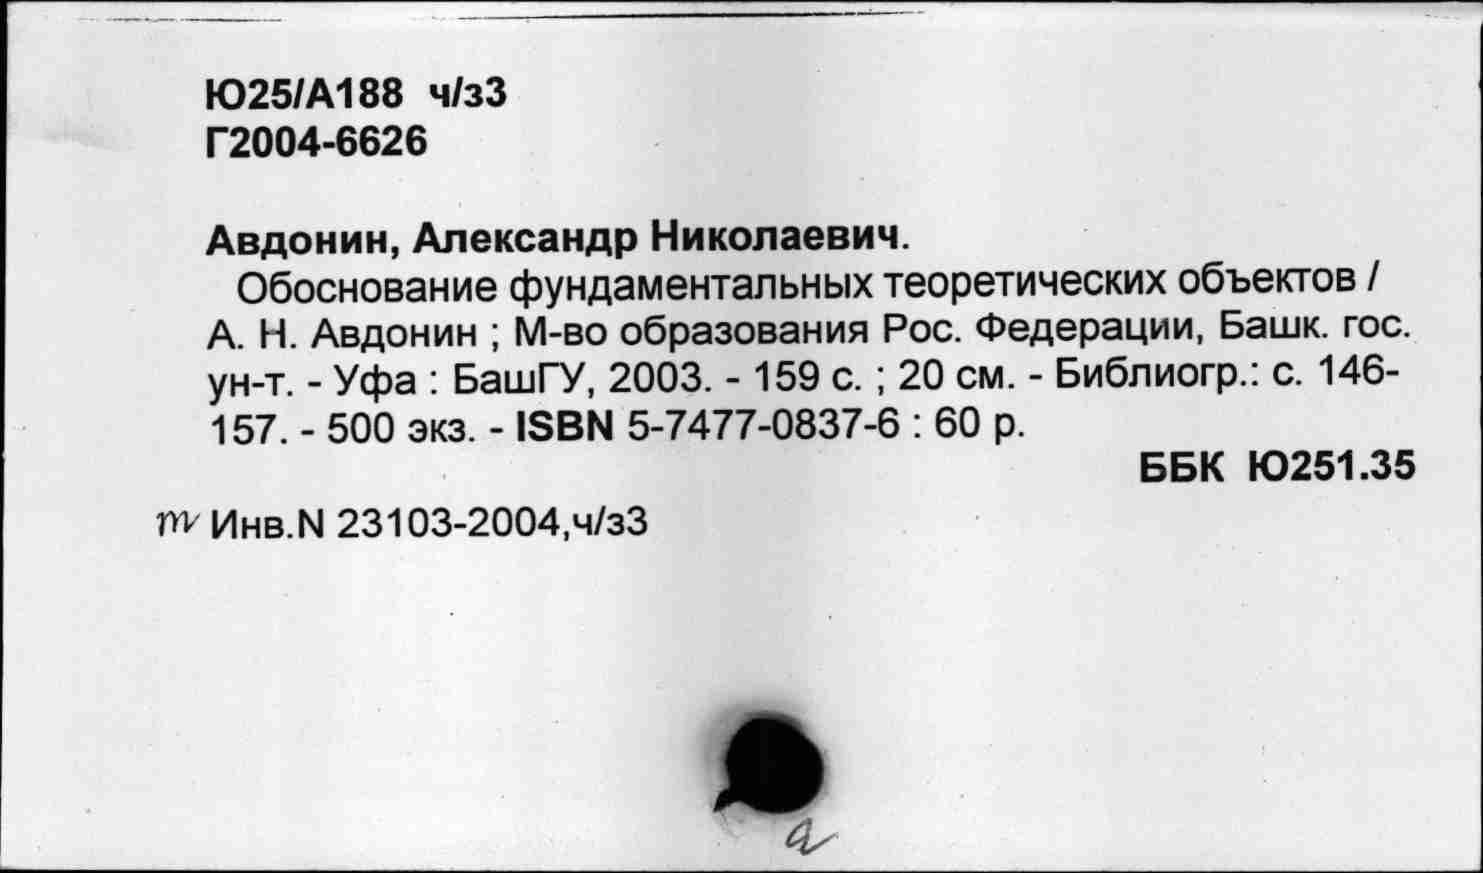 Ю25/А188 ч/з3
Г2004-6626
Авдонин, Александр Николаевич.
Обоснование фундаментальных теоретических объектов /
А. Н. Авдонин ; М-во образования Рос. Федерации, Башк. гос.
ун-т. - Уфа : БашГУ, 2003. - 159 с. ; 20 см. - Библиогр.: с. 146-
157. - 500 экз. - ISBN 5-7477-0837-6 : 60 р.
ББК Ю251.35
Инв.N 23103-2004,ч/з3